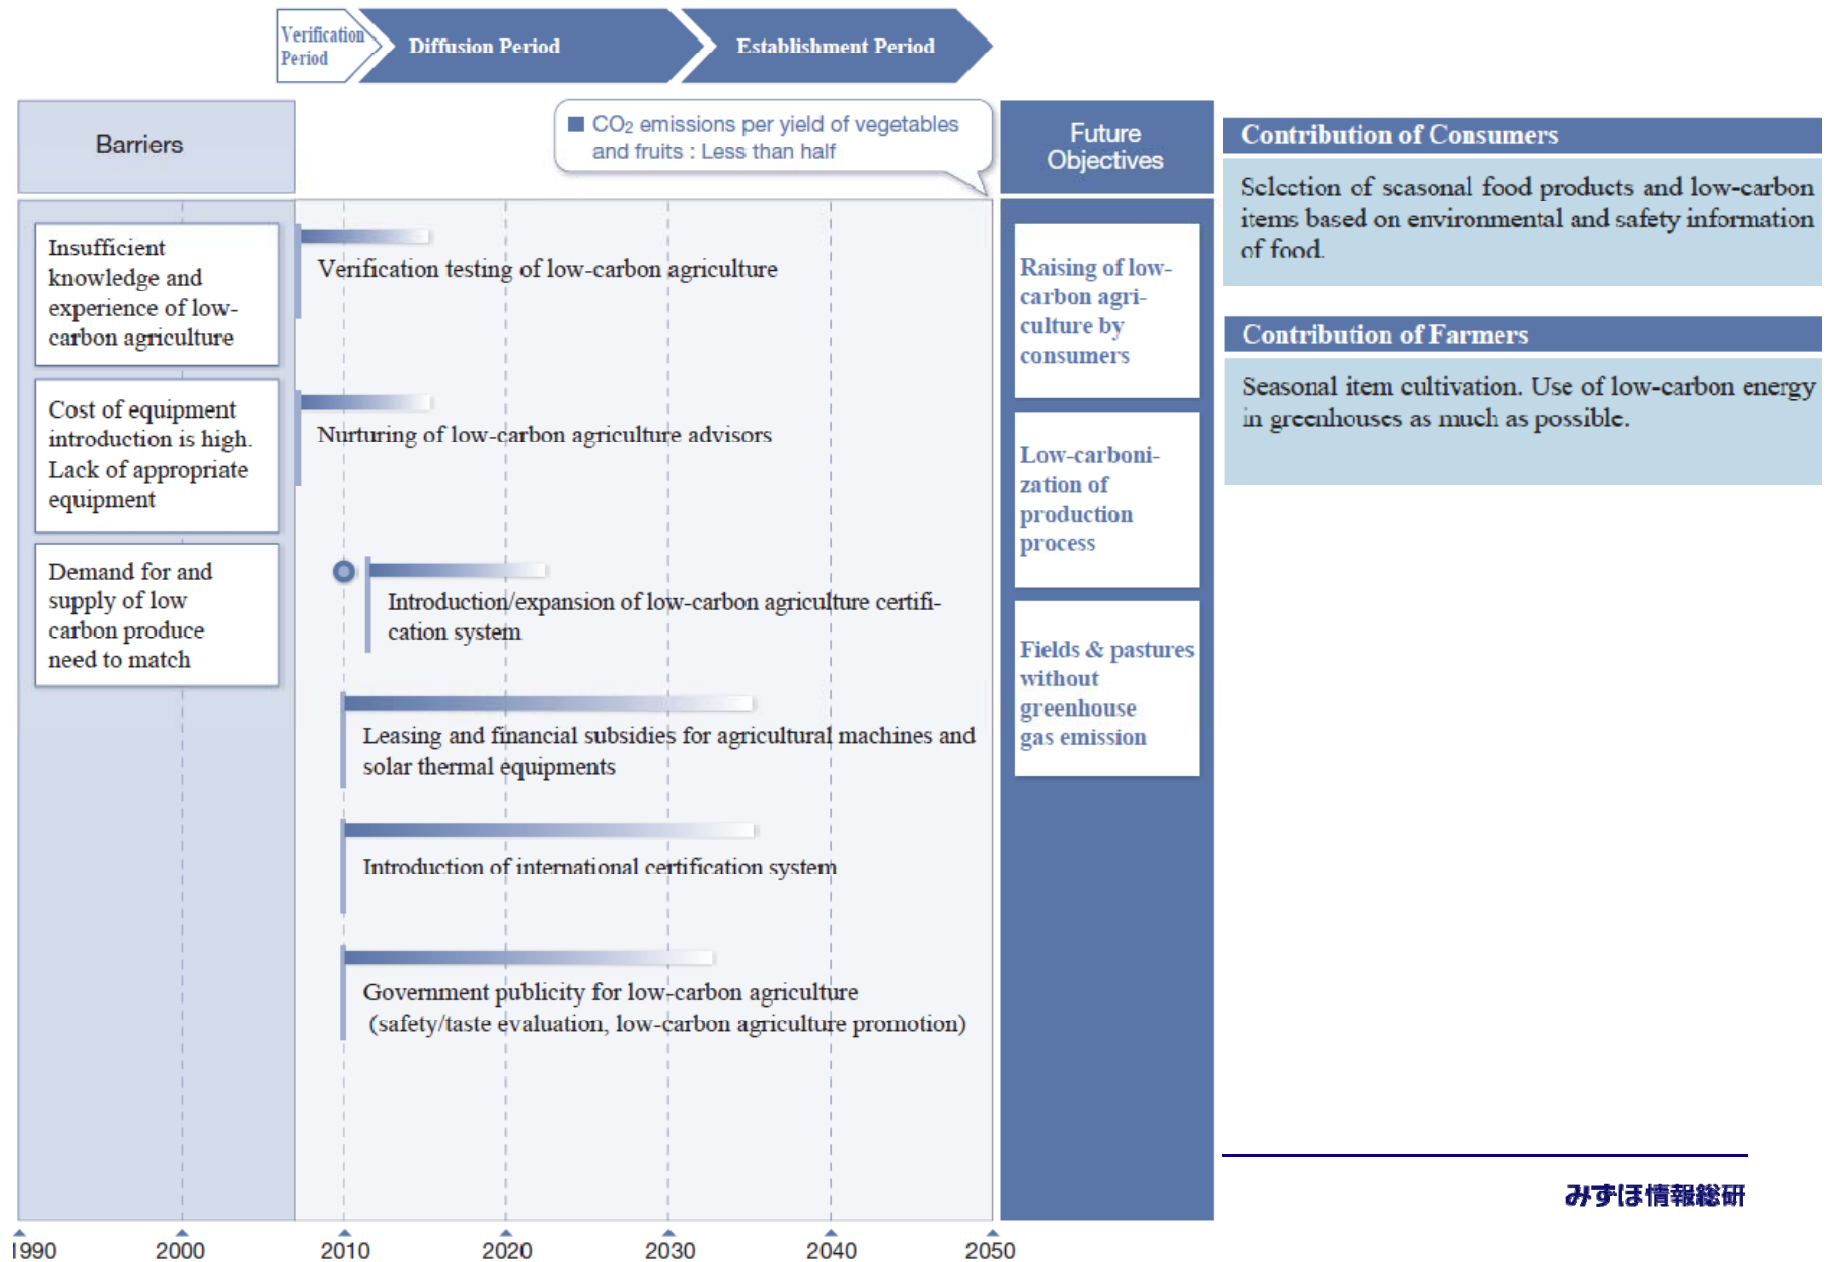 Verification
Period
Diffusion Period
Establishment Period
Barriers
CO2 emissions per yield of vegetables
and fruits : Less than half
Future
Objectives
Insufficient
knowledge and
experience of low-
carbon agriculture
Cost of equipment
introduction is high.
Lack of appropriate
equipment
Demand for and
supply of low
carbon produce
need to match
Verification testing of low-carbon agriculture
Nurturing of low-carbon agriculture advisors
Introduction/expansion of low-carbon agriculture certifi-
cation system
Leasing and financial subsidies for agricultural machines and
solar thermal equipments
Introduction of international certification system
Government publicity for low-carbon agriculture
(safety/taste evaluation, low-carbon agriculture promotion)
Raising of low-
carbon agri-
culture by
consumers
Low-carboni-
zation of
production
process
Fields & pastures
without
greenhouse
gas emission
Contribution of Consumers
Selection of seasonal food products and low-carbon
items based on environmental and safety information
of food.
Contribution of Farmers
Seasonal item cultivation. Use of low-carbon energy
in greenhouses as much as possible.
みずほ情報総研
1990 2000 2010 2020 2030 2040 2050